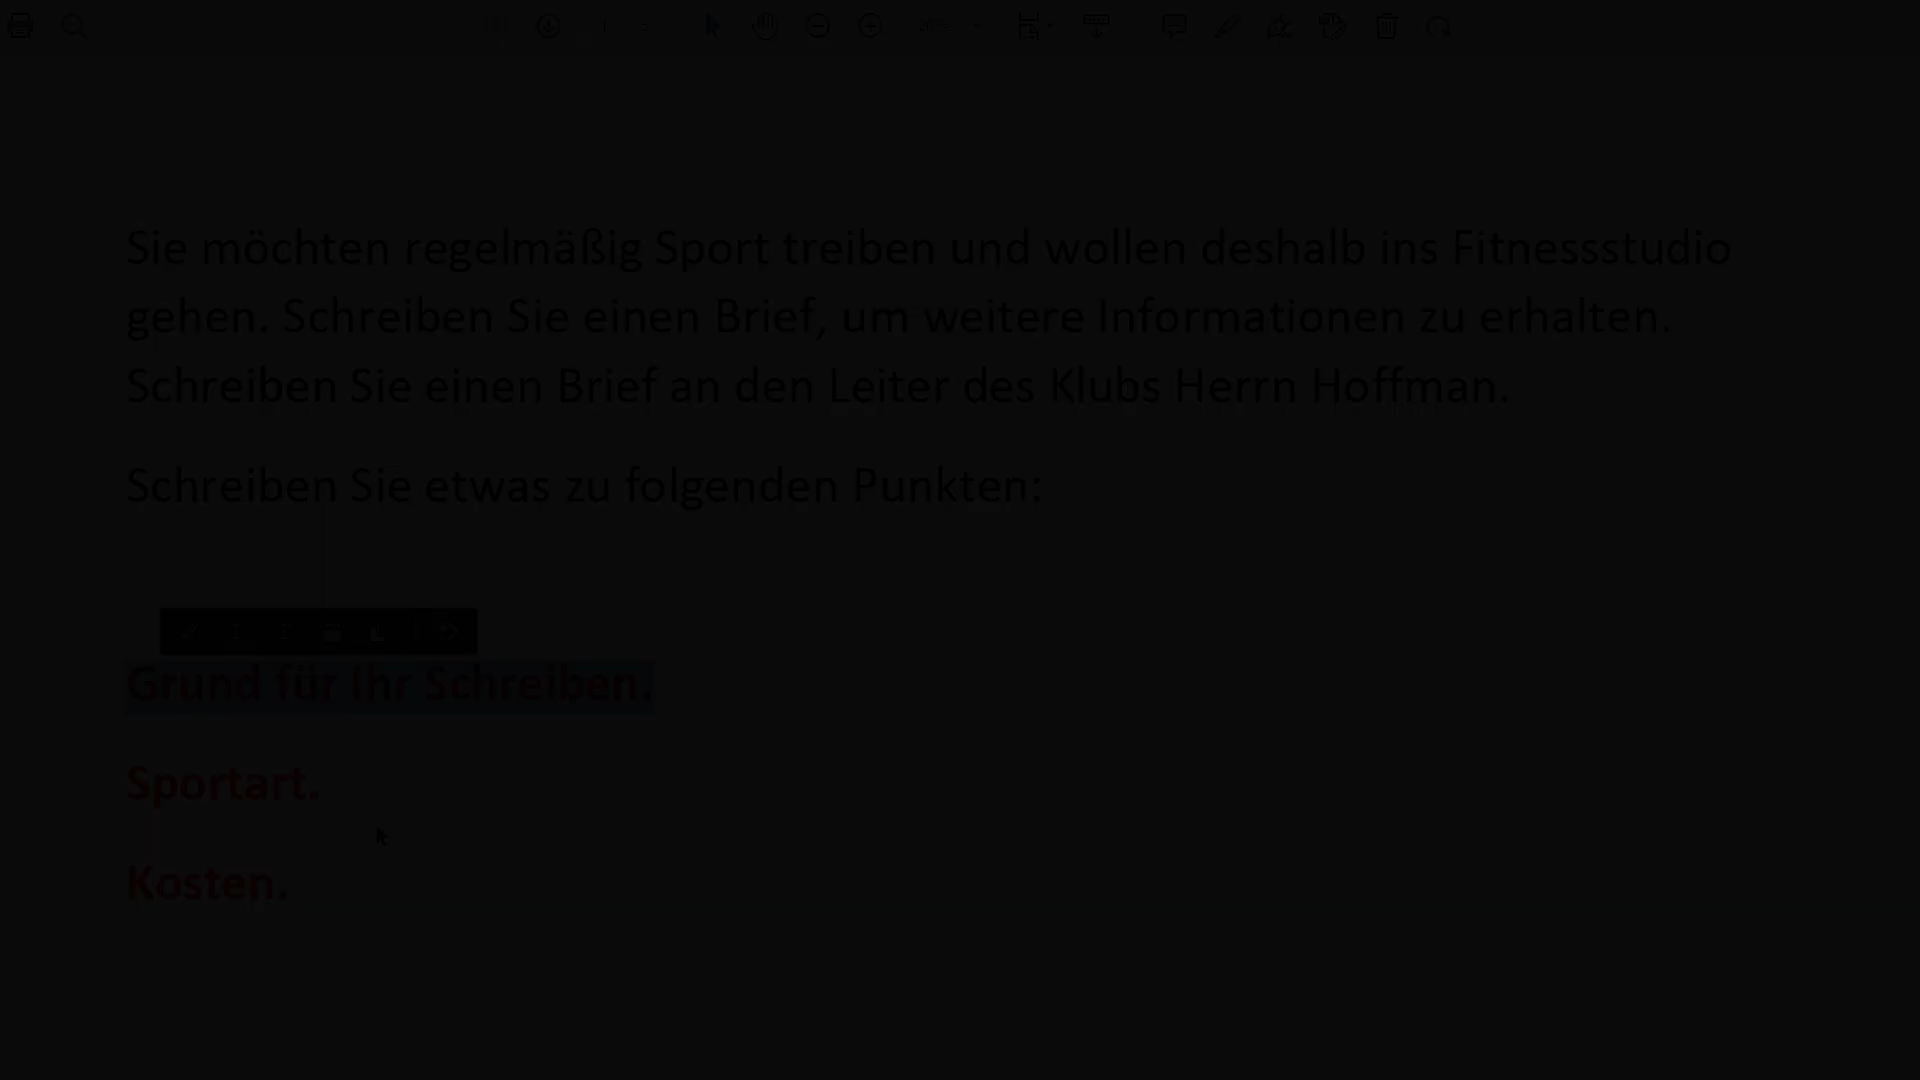 Sie möchten regelmäßig Sport treiben und wollen deshalb ins Fitnessstudio
gehen. Schreiben Sie einen Brief, um weitere Informationen zu erhalten.
Schreiben Sie einen Brief an den Leiter des Klubs Herrn Hoffman.
Schreiben Sie etwas zu folgenden Punkten:
Grund für Ihr Schreiben.
Sportart.
Kosten.